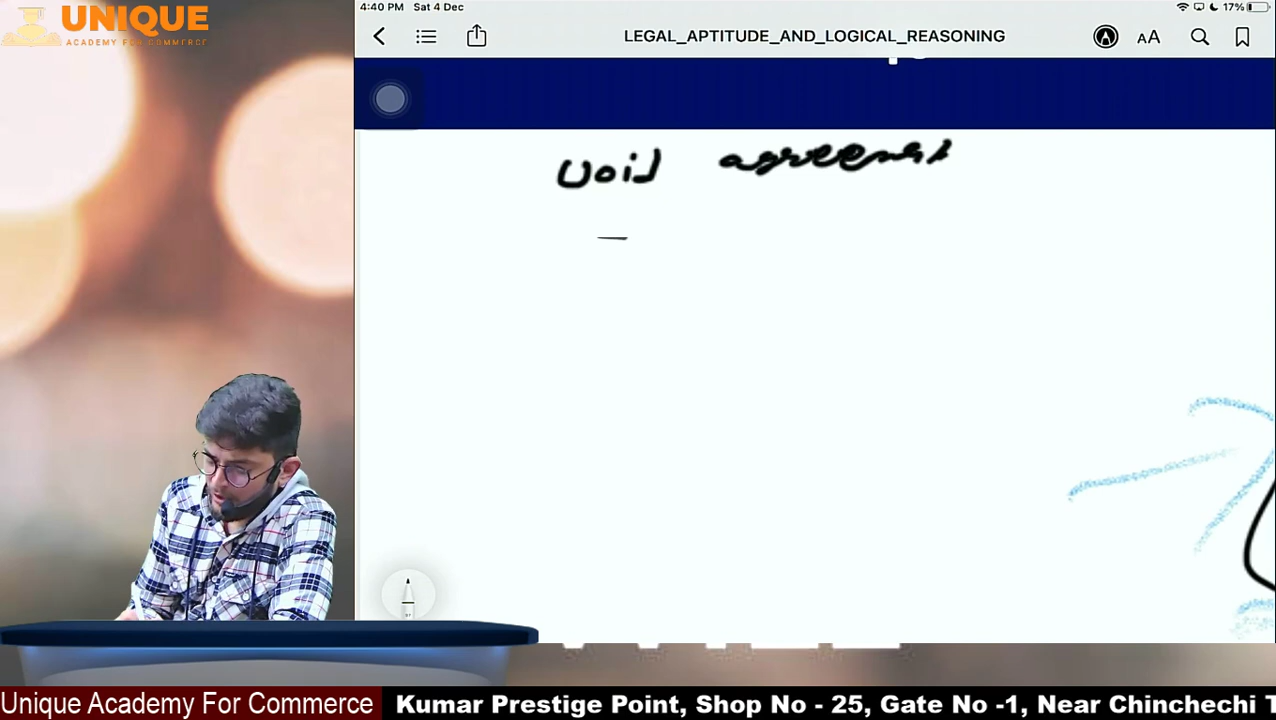 UNIQUE
ACADEMY FOR COMMERCE
4:40 PM Sat 4 Dec
17%
LEGAL_APTITUDE_AND_LOGICAL_REASONING
AA
void agreement
Unique Academy For Commerce
Kumar Prestige Point, Shop No - 25, Gate No -1, Near Chinchechi T